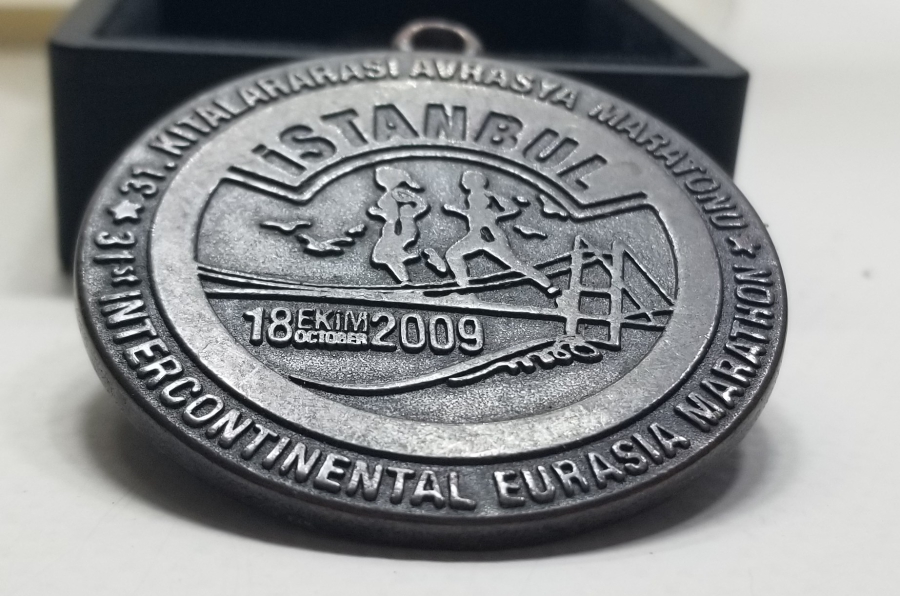 31. KITALARARASI AVRASYA MARATONU
İSTANBUL
18 EKİM 2009
OCTOBER
31st INTERCONTINENTAL EURASIA MARATHON